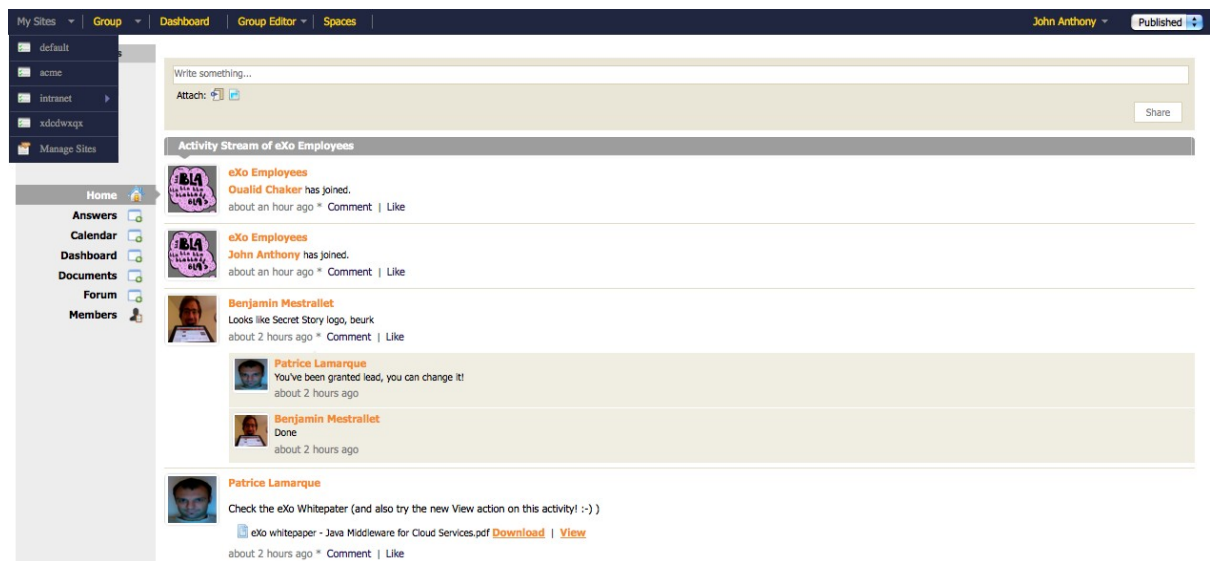 My Sites Group Dashboard Group Editor Spaces John Anthony Published
default
s
acme
intranet
xdcdwxqx
Manage Sites
Write something...
Attach:
Share
Activity Stream of eXo Employees
Home
Answers
Calendar
Dashboard
Documents
Forum
Members
eXo Employees
Oualid Chaker has joined.
about an hour ago * Comment | Like
eXo Employees
John Anthony has joined.
about an hour ago * Comment | Like
Benjamin Mestrallet
Looks like Secret Story logo, beurk
about 2 hours ago * Comment | Like
Patrice Lamarque
You've been granted lead, you can change it!
about 2 hours ago
Benjamin Mestrallet
Done
about 2 hours ago
Patrice Lamarque
Check the eXo Whitepater (and also try the new View action on this activity! :-) )
eXo whitepaper - Java Middleware for Cloud Services.pdf Download | View
about 2 hours ago * Comment | Like